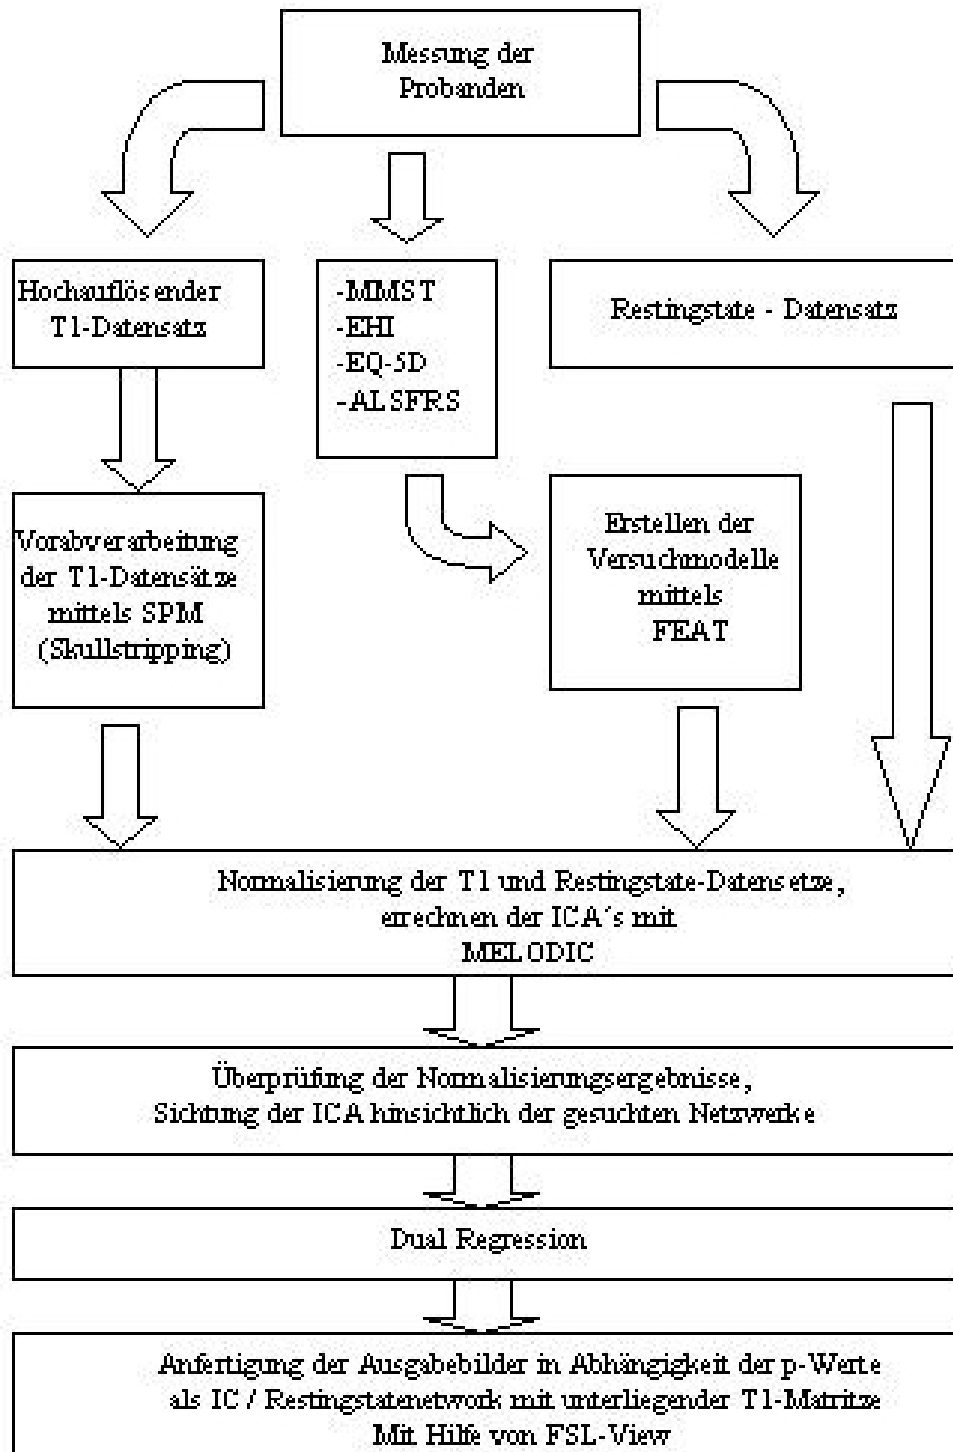 Messung der
Probanden
Hochauflösender
T1-Datensatz
-MMST
-EHI
-EQ-5D
-ALSFRS
Restingstate - Datensatz
Vorabverarbeitung
der T1-Datensätze
mittels SPM
(Skullstripping)
Erstellen der
Versuchmodelle
mittels
FEAT
Normalisierung der T1 und Restingstate-Datensetze,
errechnen der ICA´s mit
MELODIC
Überprüfung der Normalisierungsergebnisse,
Sichtung der ICA hinsichtlich der gesuchten Netzwerke
Dual Regression
Anfertigung der Ausgabebilder in Abhängigkeit der p-Werte
als IC / Restingstatenetwork mit unterliegender T1-Matritze
Mit Hilfe von FSL-View